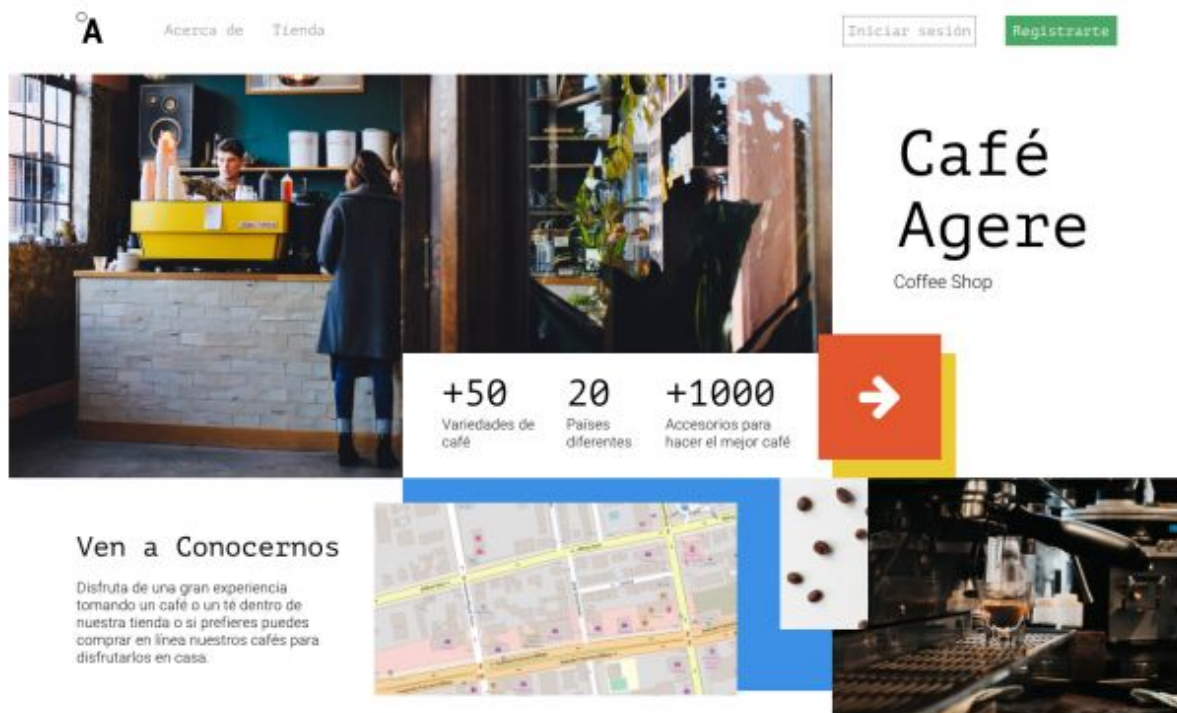 °A
Acerca de
Tienda
Iniciar sesión
Registrarte
Café
Agere
Coffee Shop
+50
Variedades de
café
20
Países
diferentes
+1000
Accesorios para
hacer el mejor café
Ven a Conocernos
Disfruta de una gran experiencia
tomando un café o un té dentro de
nuestra tienda o si prefieres puedes
comprar en línea nuestros cafés para
disfrutarlos en casa.